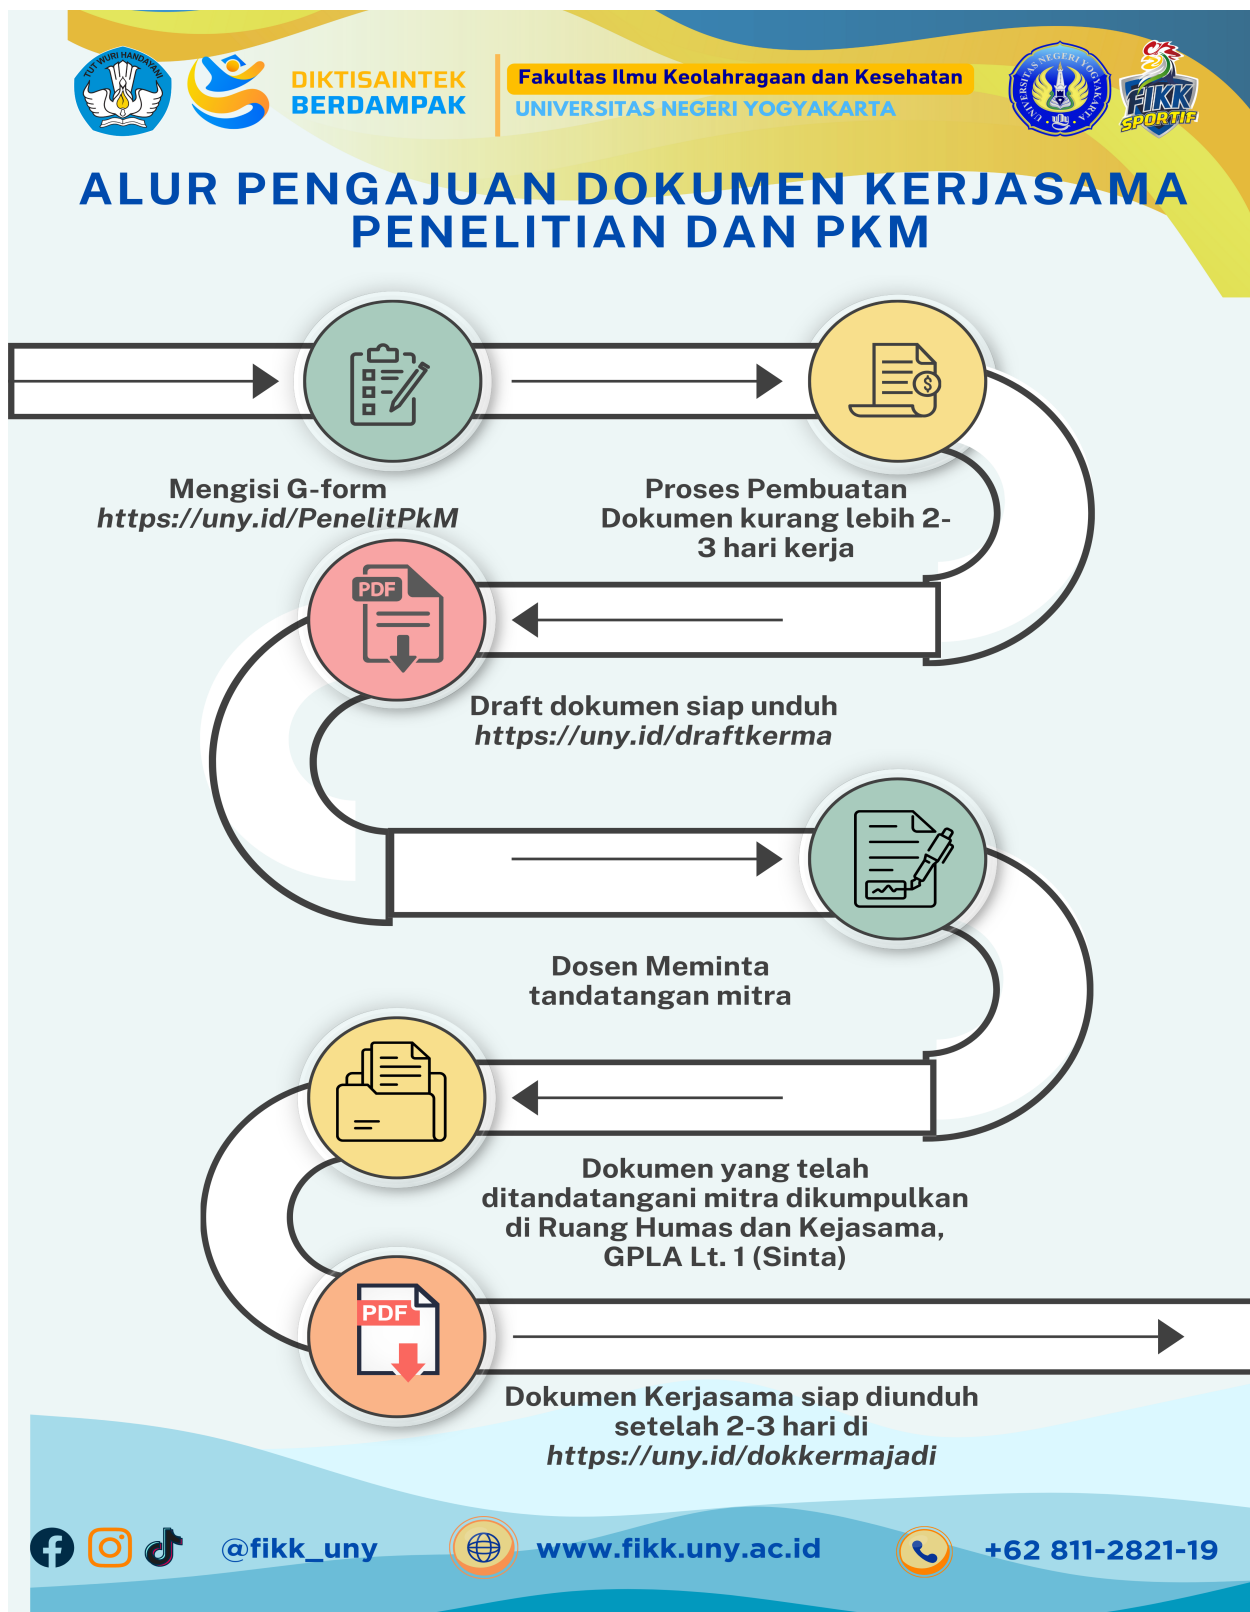 TUT WURI HANDAYANI
DIKTISAINTEK
BERDAMPAK
Fakultas Ilmu Keolahragaan dan Kesehatan
UNIVERSITAS NEGERI YOGYAKARTA
UNIVERSITAS NEGERI YOGYAKARTA
FIKK
SPORTIF
ALUR PENGAJUAN DOKUMEN KERJASAMA
PENELITIAN DAN PKM
$
Mengisi G-form
https://uny.id/PenelitPkM
Proses Pembuatan
Dokumen kurang lebih 2-
3 hari kerja
PDF
Draft dokumen siap unduh
https://uny.id/draftkerma
Dosen Meminta
tandatangan mitra
Dokumen yang telah
ditandatangani mitra dikumpulkan
di Ruang Humas dan Kejasama,
GPLA Lt. 1 (Sinta)
PDF
Dokumen Kerjasama siap diunduh
setelah 2-3 hari di
https://uny.id/dokkermajadi
@fikk_uny
www.fikk.uny.ac.id
+62 811-2821-19